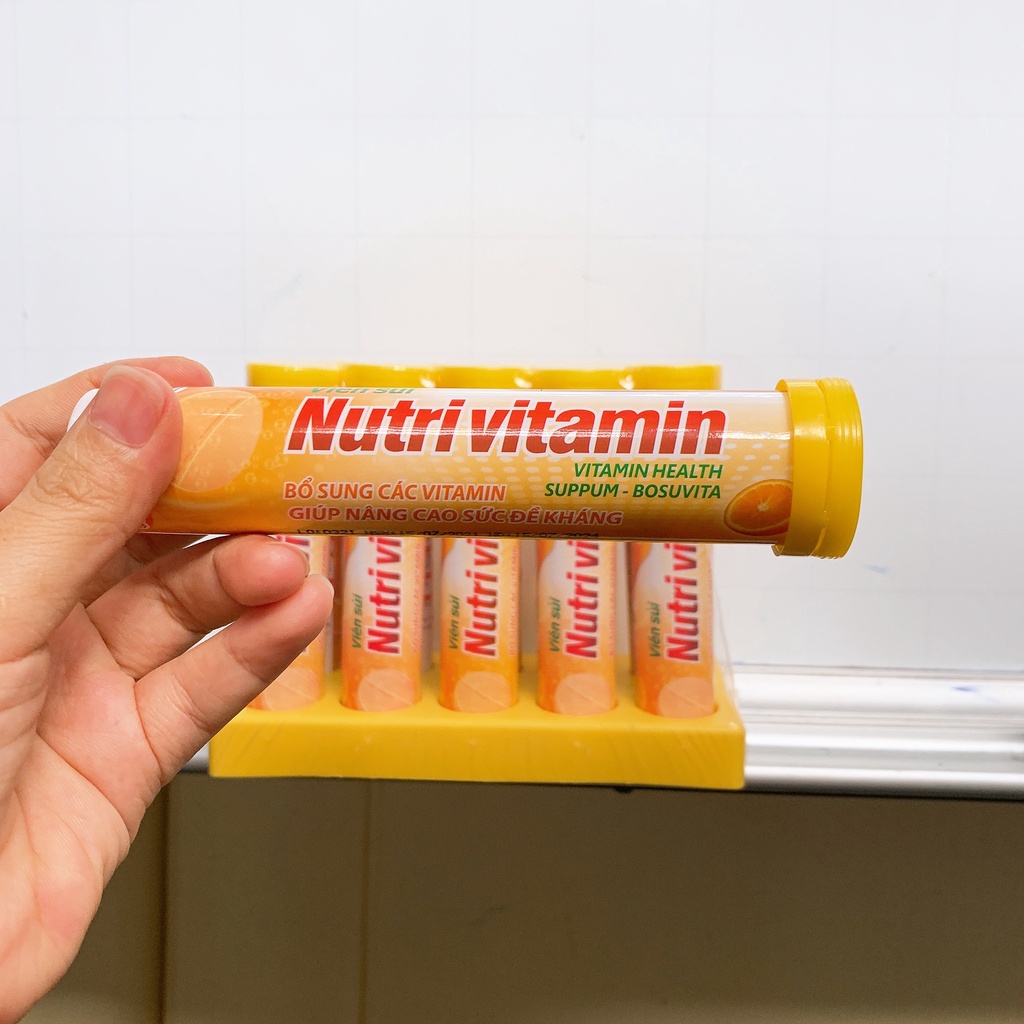 Viên sủi
Nutri vitamin
VITAMIN HEALTH
SUPPUM - BOSUVITA
BỔ SUNG CÁC VITAMIN
GIÚP NÂNG CAO SỨC ĐỀ KHÁNG
Nutri vi
Viên sủi
Nutri vi
Viên sủi
Nutri vi
Viên sủi
Nutri vi
Viên sủi